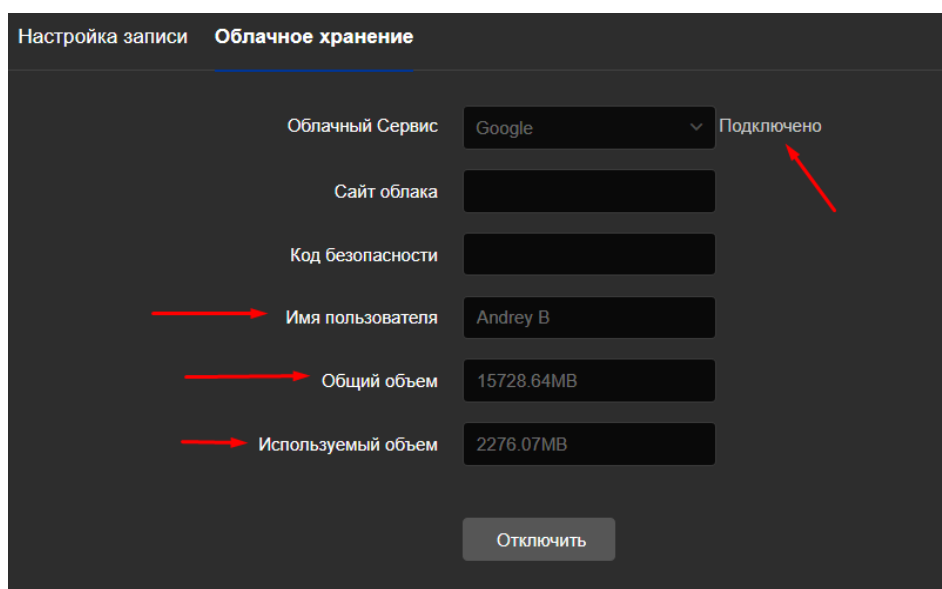 Настройка записи Облачное хранение
Облачный Сервис Google Подключено
Сайт облака
Код безопасности
Имя пользователя Andrey B
Общий объем 15728.64MB
Используемый объем 2276.07MB
Отключить